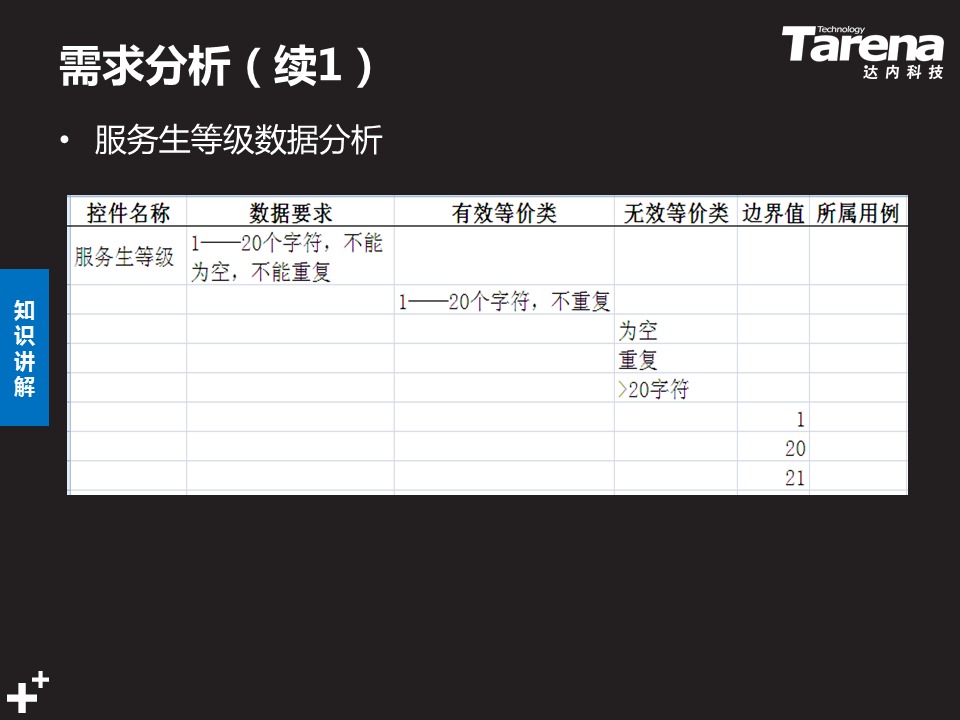 需求分析（续1）
Technology
Tarena
达内科技
• 服务生等级数据分析
控件名称 数据要求 有效等价类 无效等价类 边界值 所属用例
服务生等级 1——20个字符，不能
为空，不能重复
1——20个字符，不重复
为空
重复
>20字符
1
20
21
知
识
讲
解